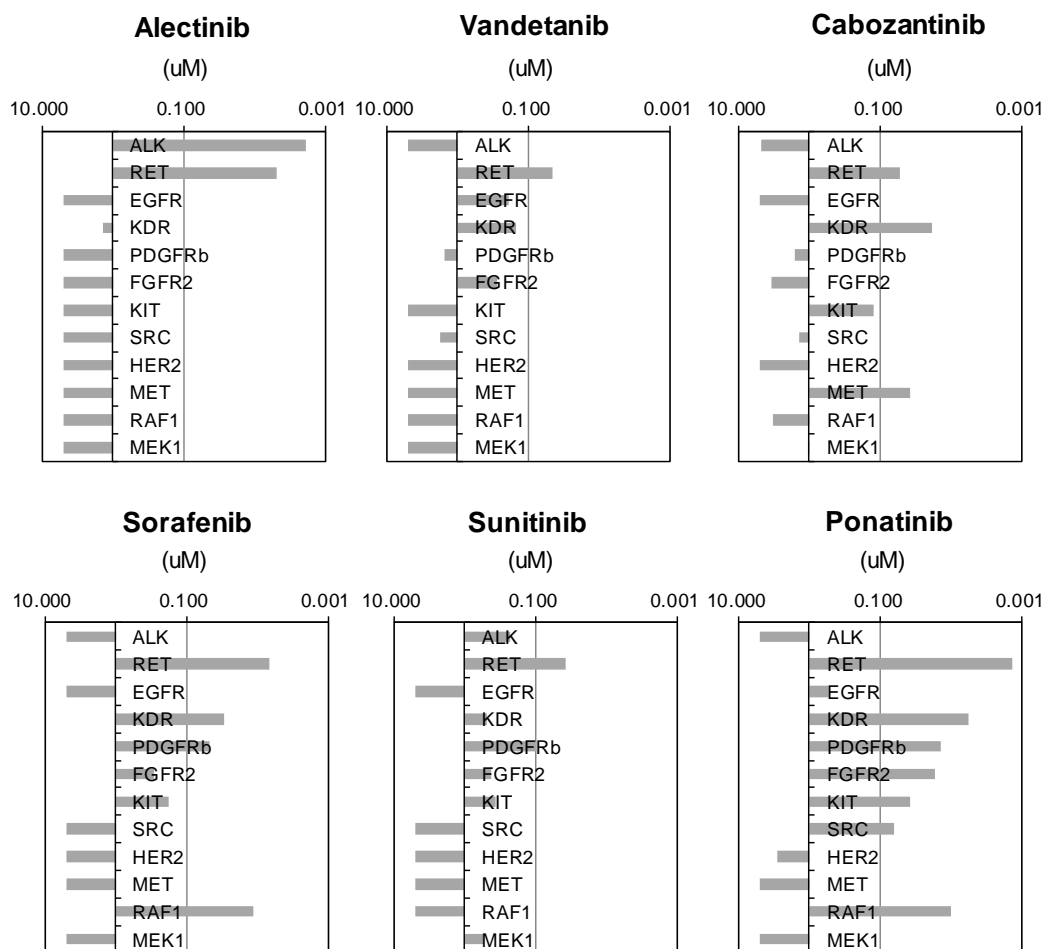 Alectinib
(uM)
10.000 0.100 0.001
ALK
RET
EGFR
KDR
PDGFRb
FGFR2
KIT
SRC
HER2
MET
RAF1
MEK1
Vandetanib
(uM)
10.000 0.100 0.001
ALK
RET
EGFR
KDR
PDGFRb
FGFR2
KIT
SRC
HER2
MET
RAF1
MEK1
Cabozantinib
(uM)
10.000 0.100 0.001
ALK
RET
EGFR
KDR
PDGFRb
FGFR2
KIT
SRC
HER2
MET
RAF1
MEK1
Sorafenib
(uM)
10.000 0.100 0.001
ALK
RET
EGFR
KDR
PDGFRb
FGFR2
KIT
SRC
HER2
MET
RAF1
MEK1
Sunitinib
(uM)
10.000 0.100 0.001
ALK
RET
EGFR
KDR
PDGFRb
FGFR2
KIT
SRC
HER2
MET
RAF1
MEK1
Ponatinib
(uM)
10.000 0.100 0.001
ALK
RET
EGFR
KDR
PDGFRb
FGFR2
KIT
SRC
HER2
MET
RAF1
MEK1